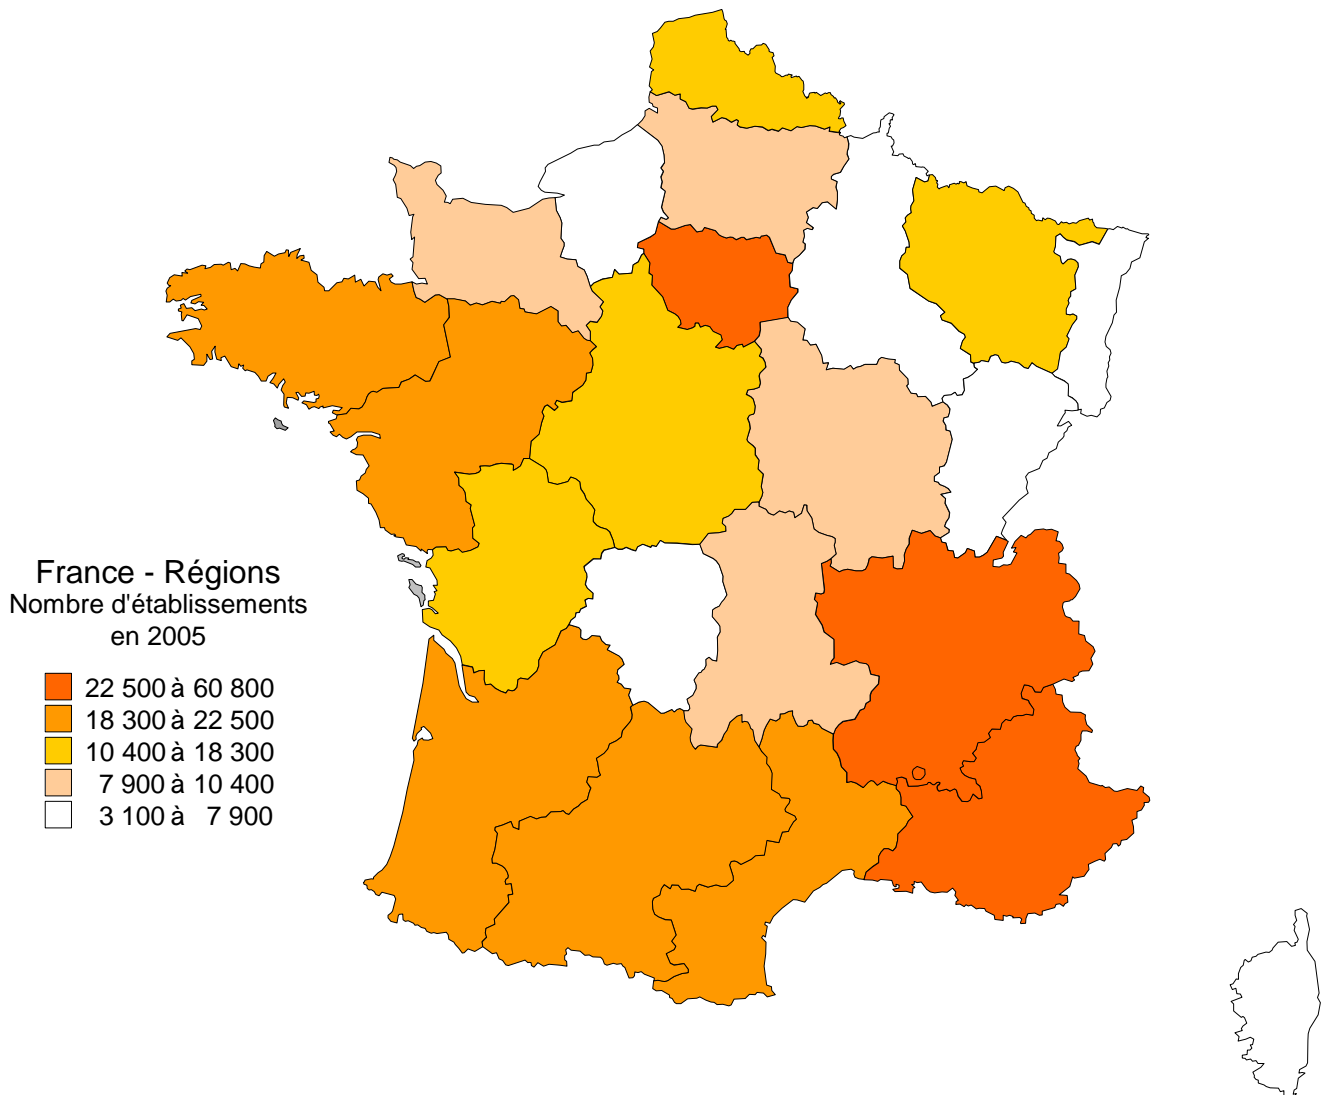 France - Régions
Nombre d'établissements
en 2005
22 500 à 60 800
18 300 à 22 500
10 400 à 18 300
7 900 à 10 400
3 100 à 7 900